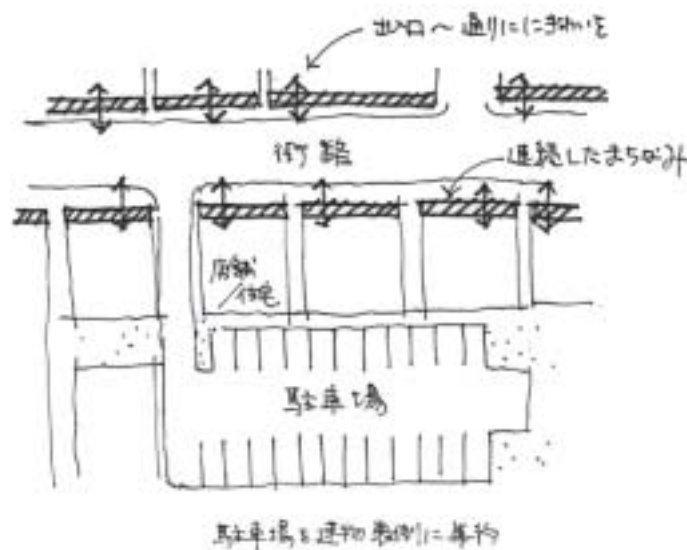 出入口～通りににぎわいを
街路
連続したまちなみ
店舗
/住宅
駐車場
駐車場を建物裏側に集約